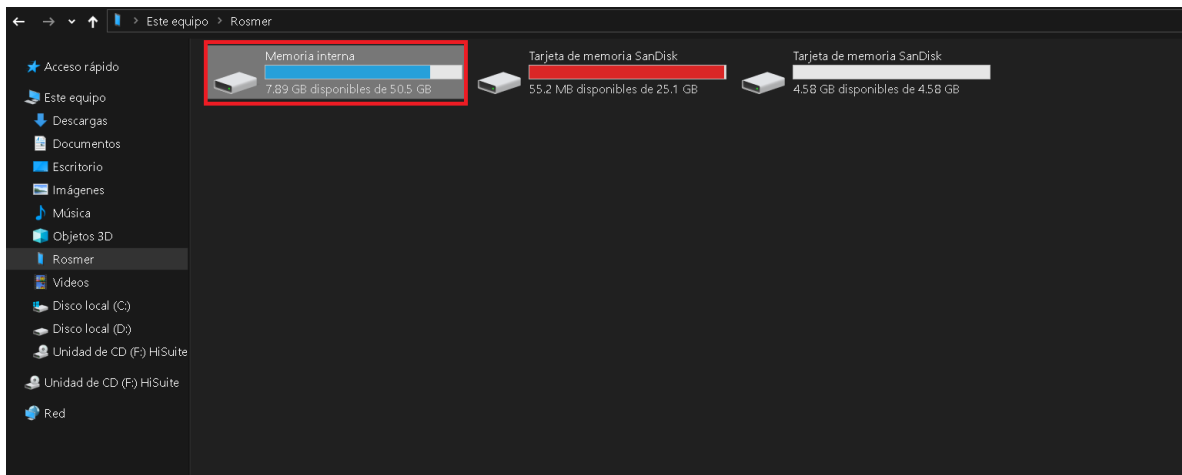 Este equipo > Rosmer
Acceso rápido
Este equipo
Descargas
Documentos
Escritorio
Imágenes
Música
Objetos 3D
Rosmer
Videos
Disco local (C:)
Disco local (D:)
Unidad de CD (F:) HiSuite
Unidad de CD (F:) HiSuite
Red
Memoria interna
7.89 GB disponibles de 50.5 GB
Tarjeta de memoria SanDisk
55.2 MB disponibles de 25.1 GB
Tarjeta de memoria SanDisk
4.58 GB disponibles de 4.58 GB